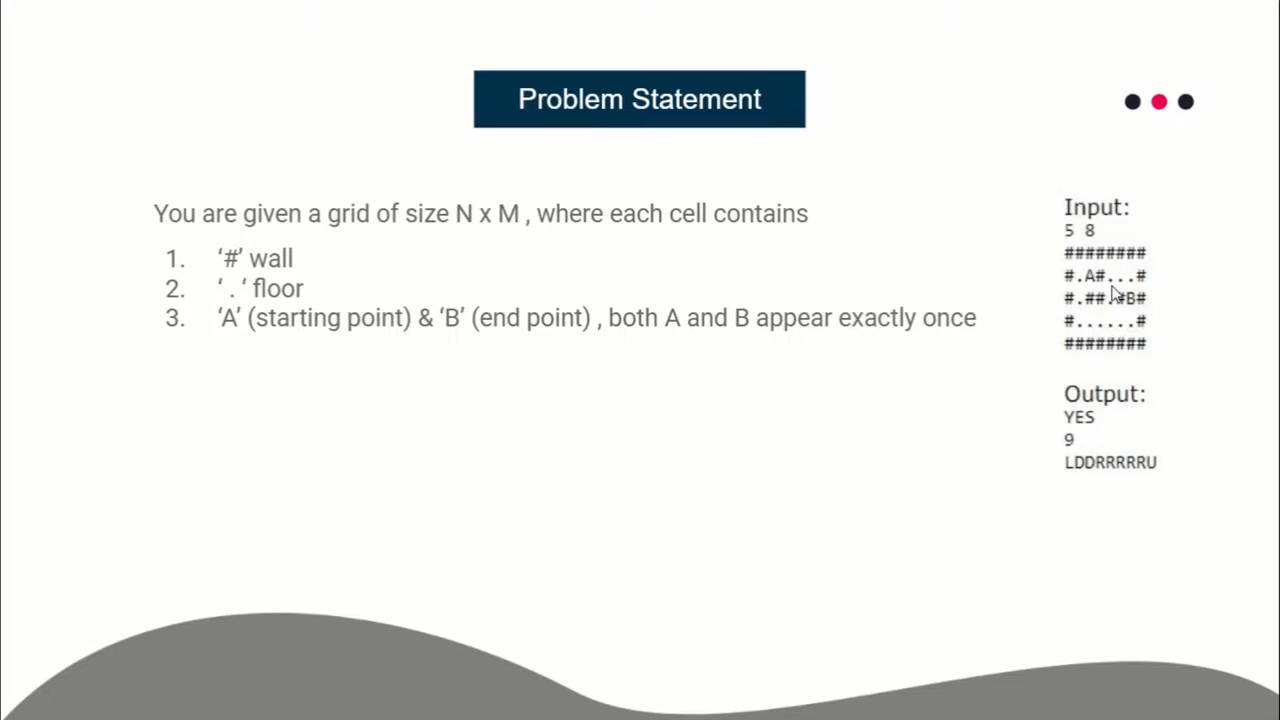 Problem Statement
You are given a grid of size N x M , where each cell contains
1. ‘#’ wall
2. ‘ . ‘ floor
3. ‘A’ (starting point) & ‘B’ (end point) , both A and B appear exactly once
Input:
5 8
########
#.A#...#
#.##.#B#
#......#
########
Output:
YES
9
LDDRRRRRU